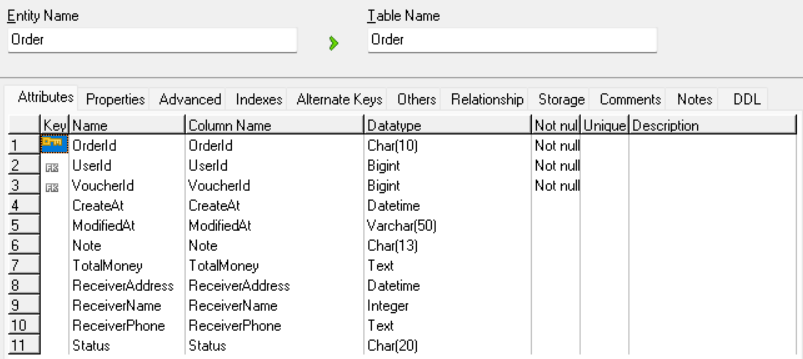 Entity Name Table Name
Order Order
Attributes Properties Advanced Indexes Alternate Keys Others Relationship Storage Comments Notes DDL
Key Name Column Name Datatype Not nul Unique Description
1 OrderId OrderId Char(10) Not null
2 FK UserId UserId Bigint Not null
3 FK VoucherId VoucherId Bigint Not null
4 CreateAt CreateAt Datetime
5 ModifiedAt ModifiedAt Varchar(50)
6 Note Note Char(13)
7 TotalMoney TotalMoney Text
8 ReceiverAddress ReceiverAddress Datetime
9 ReceiverName ReceiverName Integer
10 ReceiverPhone ReceiverPhone Text
11 Status Status Char(20)